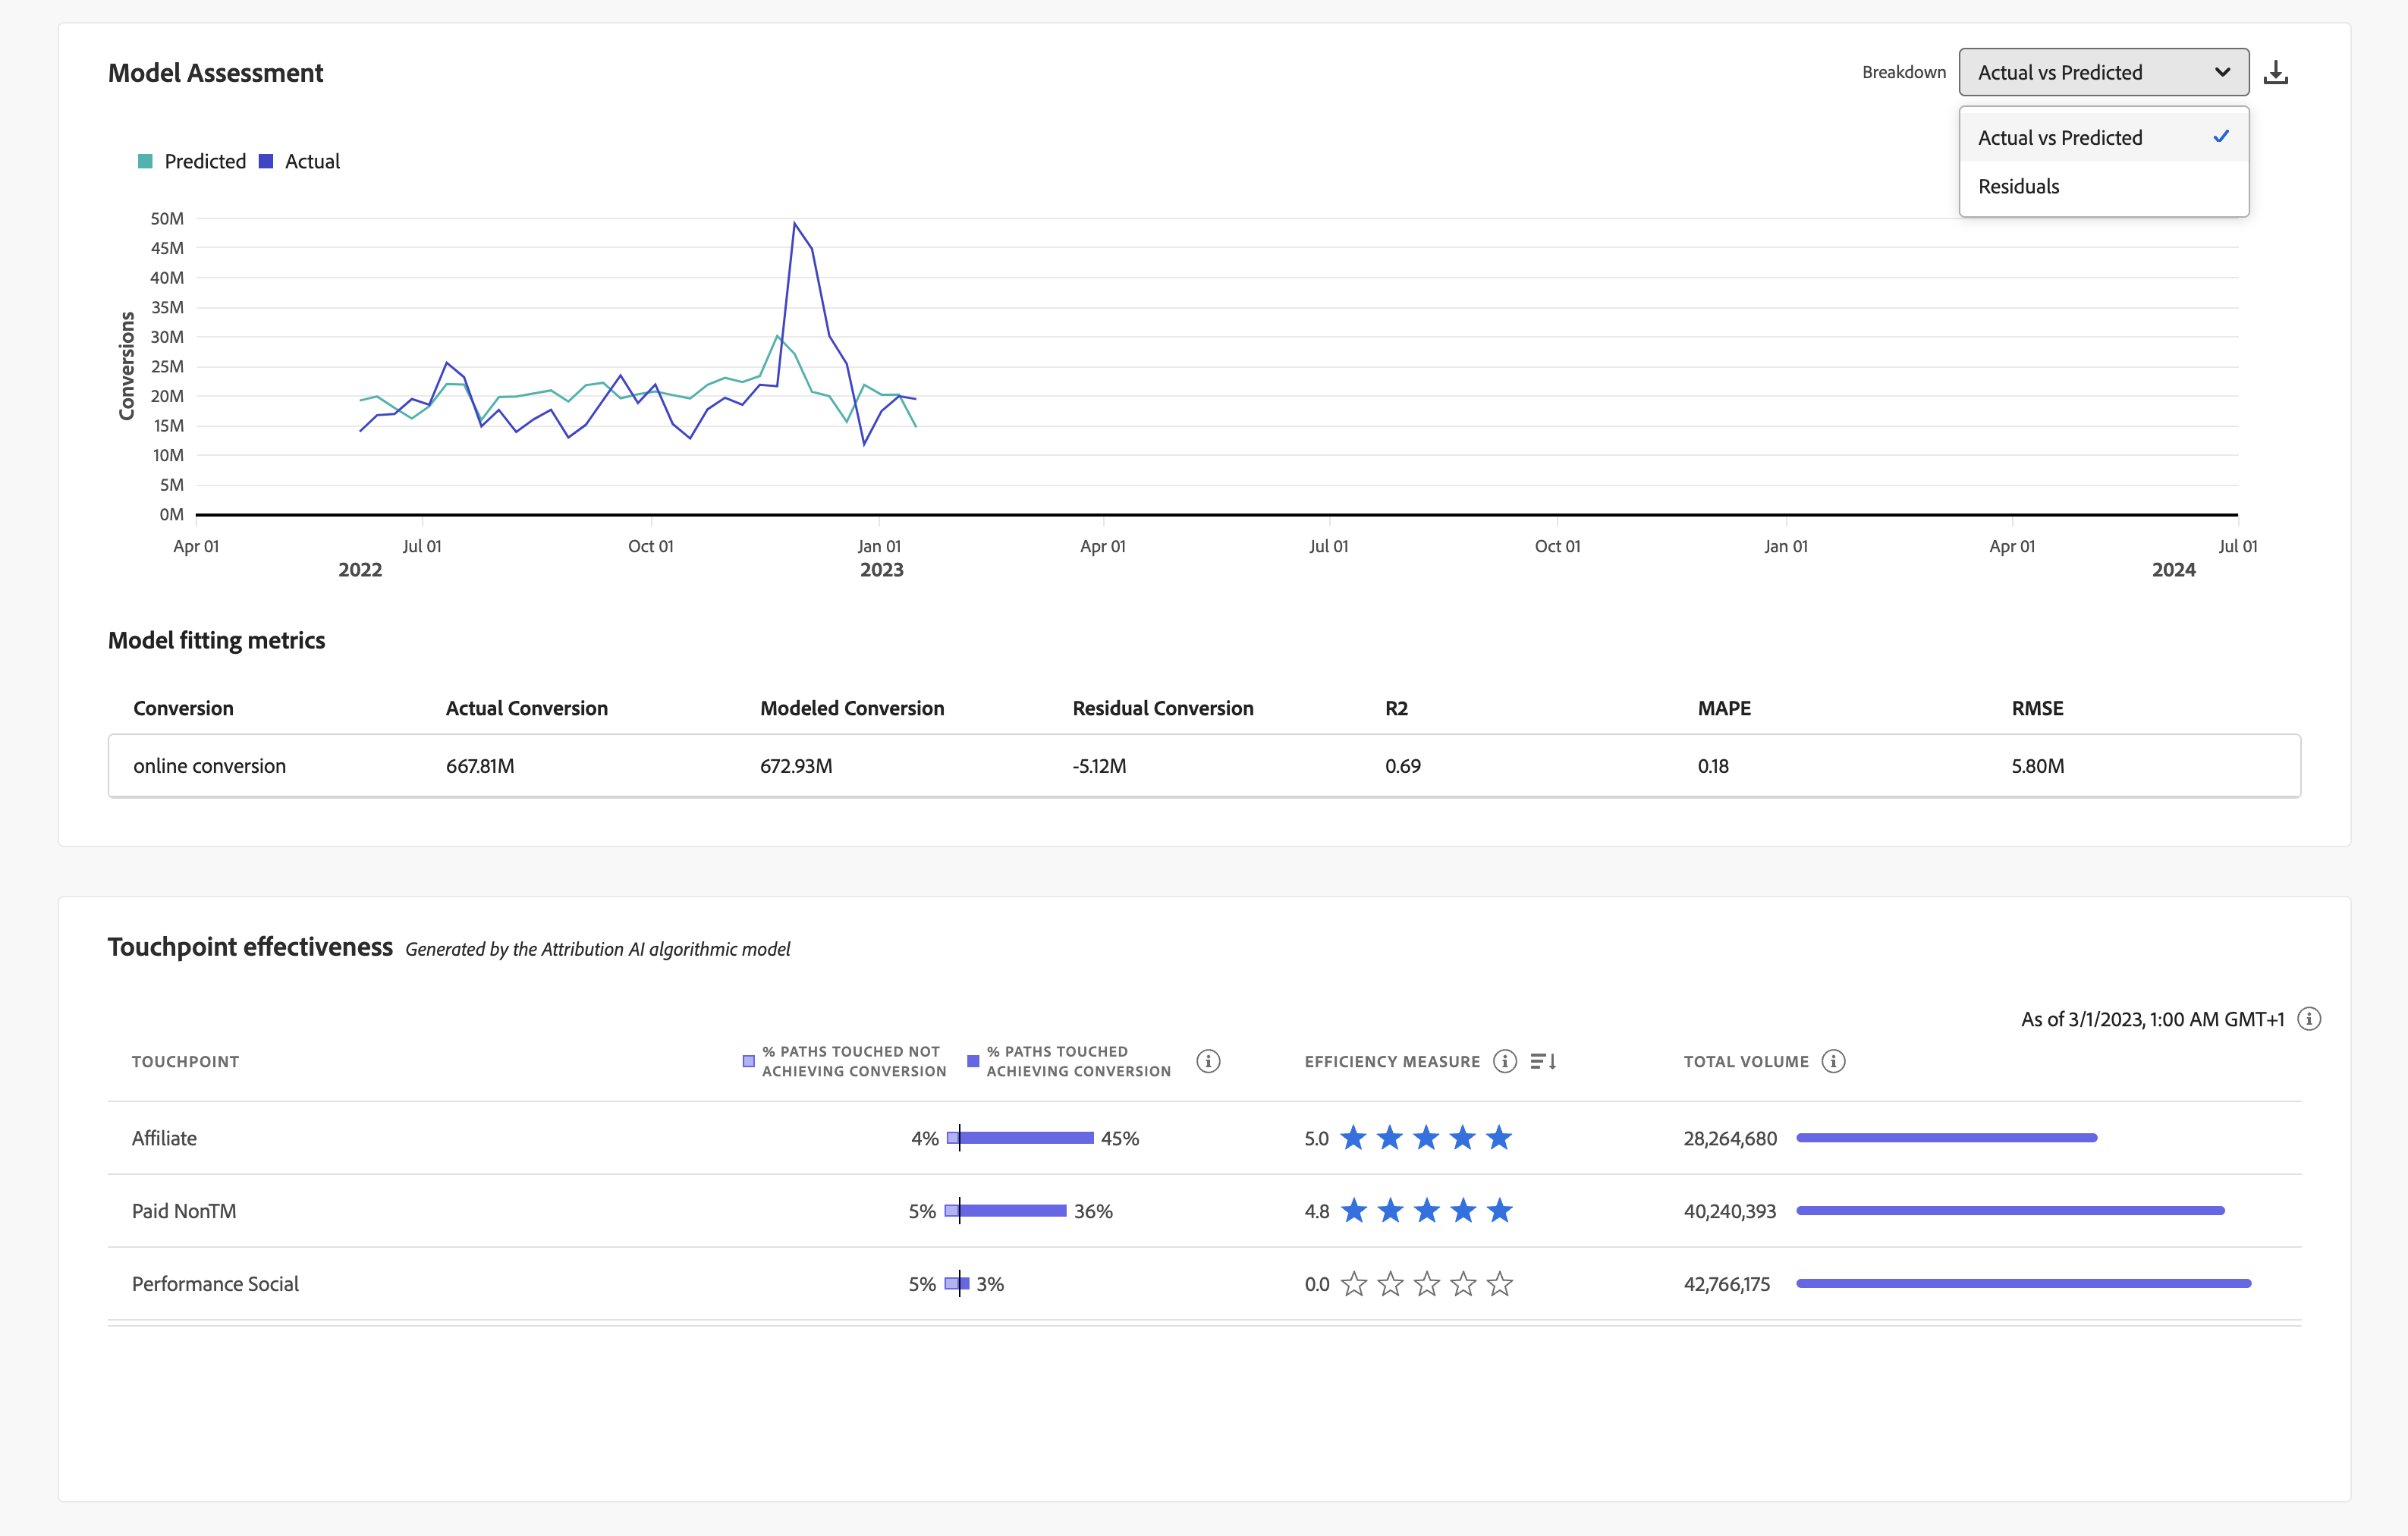 Model Assessment
Breakdown Actual vs Predicted
Actual vs Predicted
Residuals
Predicted Actual
Conversions
50M
45M
40M
35M
30M
25M
20M
15M
10M
5M
0M
Apr 01 Jul 01 Oct 01 Jan 01 Apr 01 Jul 01 Oct 01 Jan 01 Apr 01 Jul 01
2022 2023 2024
Model fitting metrics
Conversion Actual Conversion Modeled Conversion Residual Conversion R2 MAPE RMSE
online conversion 667.81M 672.93M -5.12M 0.69 0.18 5.80M
Touchpoint effectiveness Generated by the Attribution AI algorithmic model
As of 3/1/2023, 1:00 AM GMT+1
TOUCHPOINT
% PATHS TOUCHED NOT
ACHIEVING CONVERSION
% PATHS TOUCHED
ACHIEVING CONVERSION
EFFICIENCY MEASURE
TOTAL VOLUME
Affiliate 4% 45% 5.0 28,264,680
Paid NonTM 5% 36% 4.8 40,240,393
Performance Social 5% 3% 0.0 42,766,175